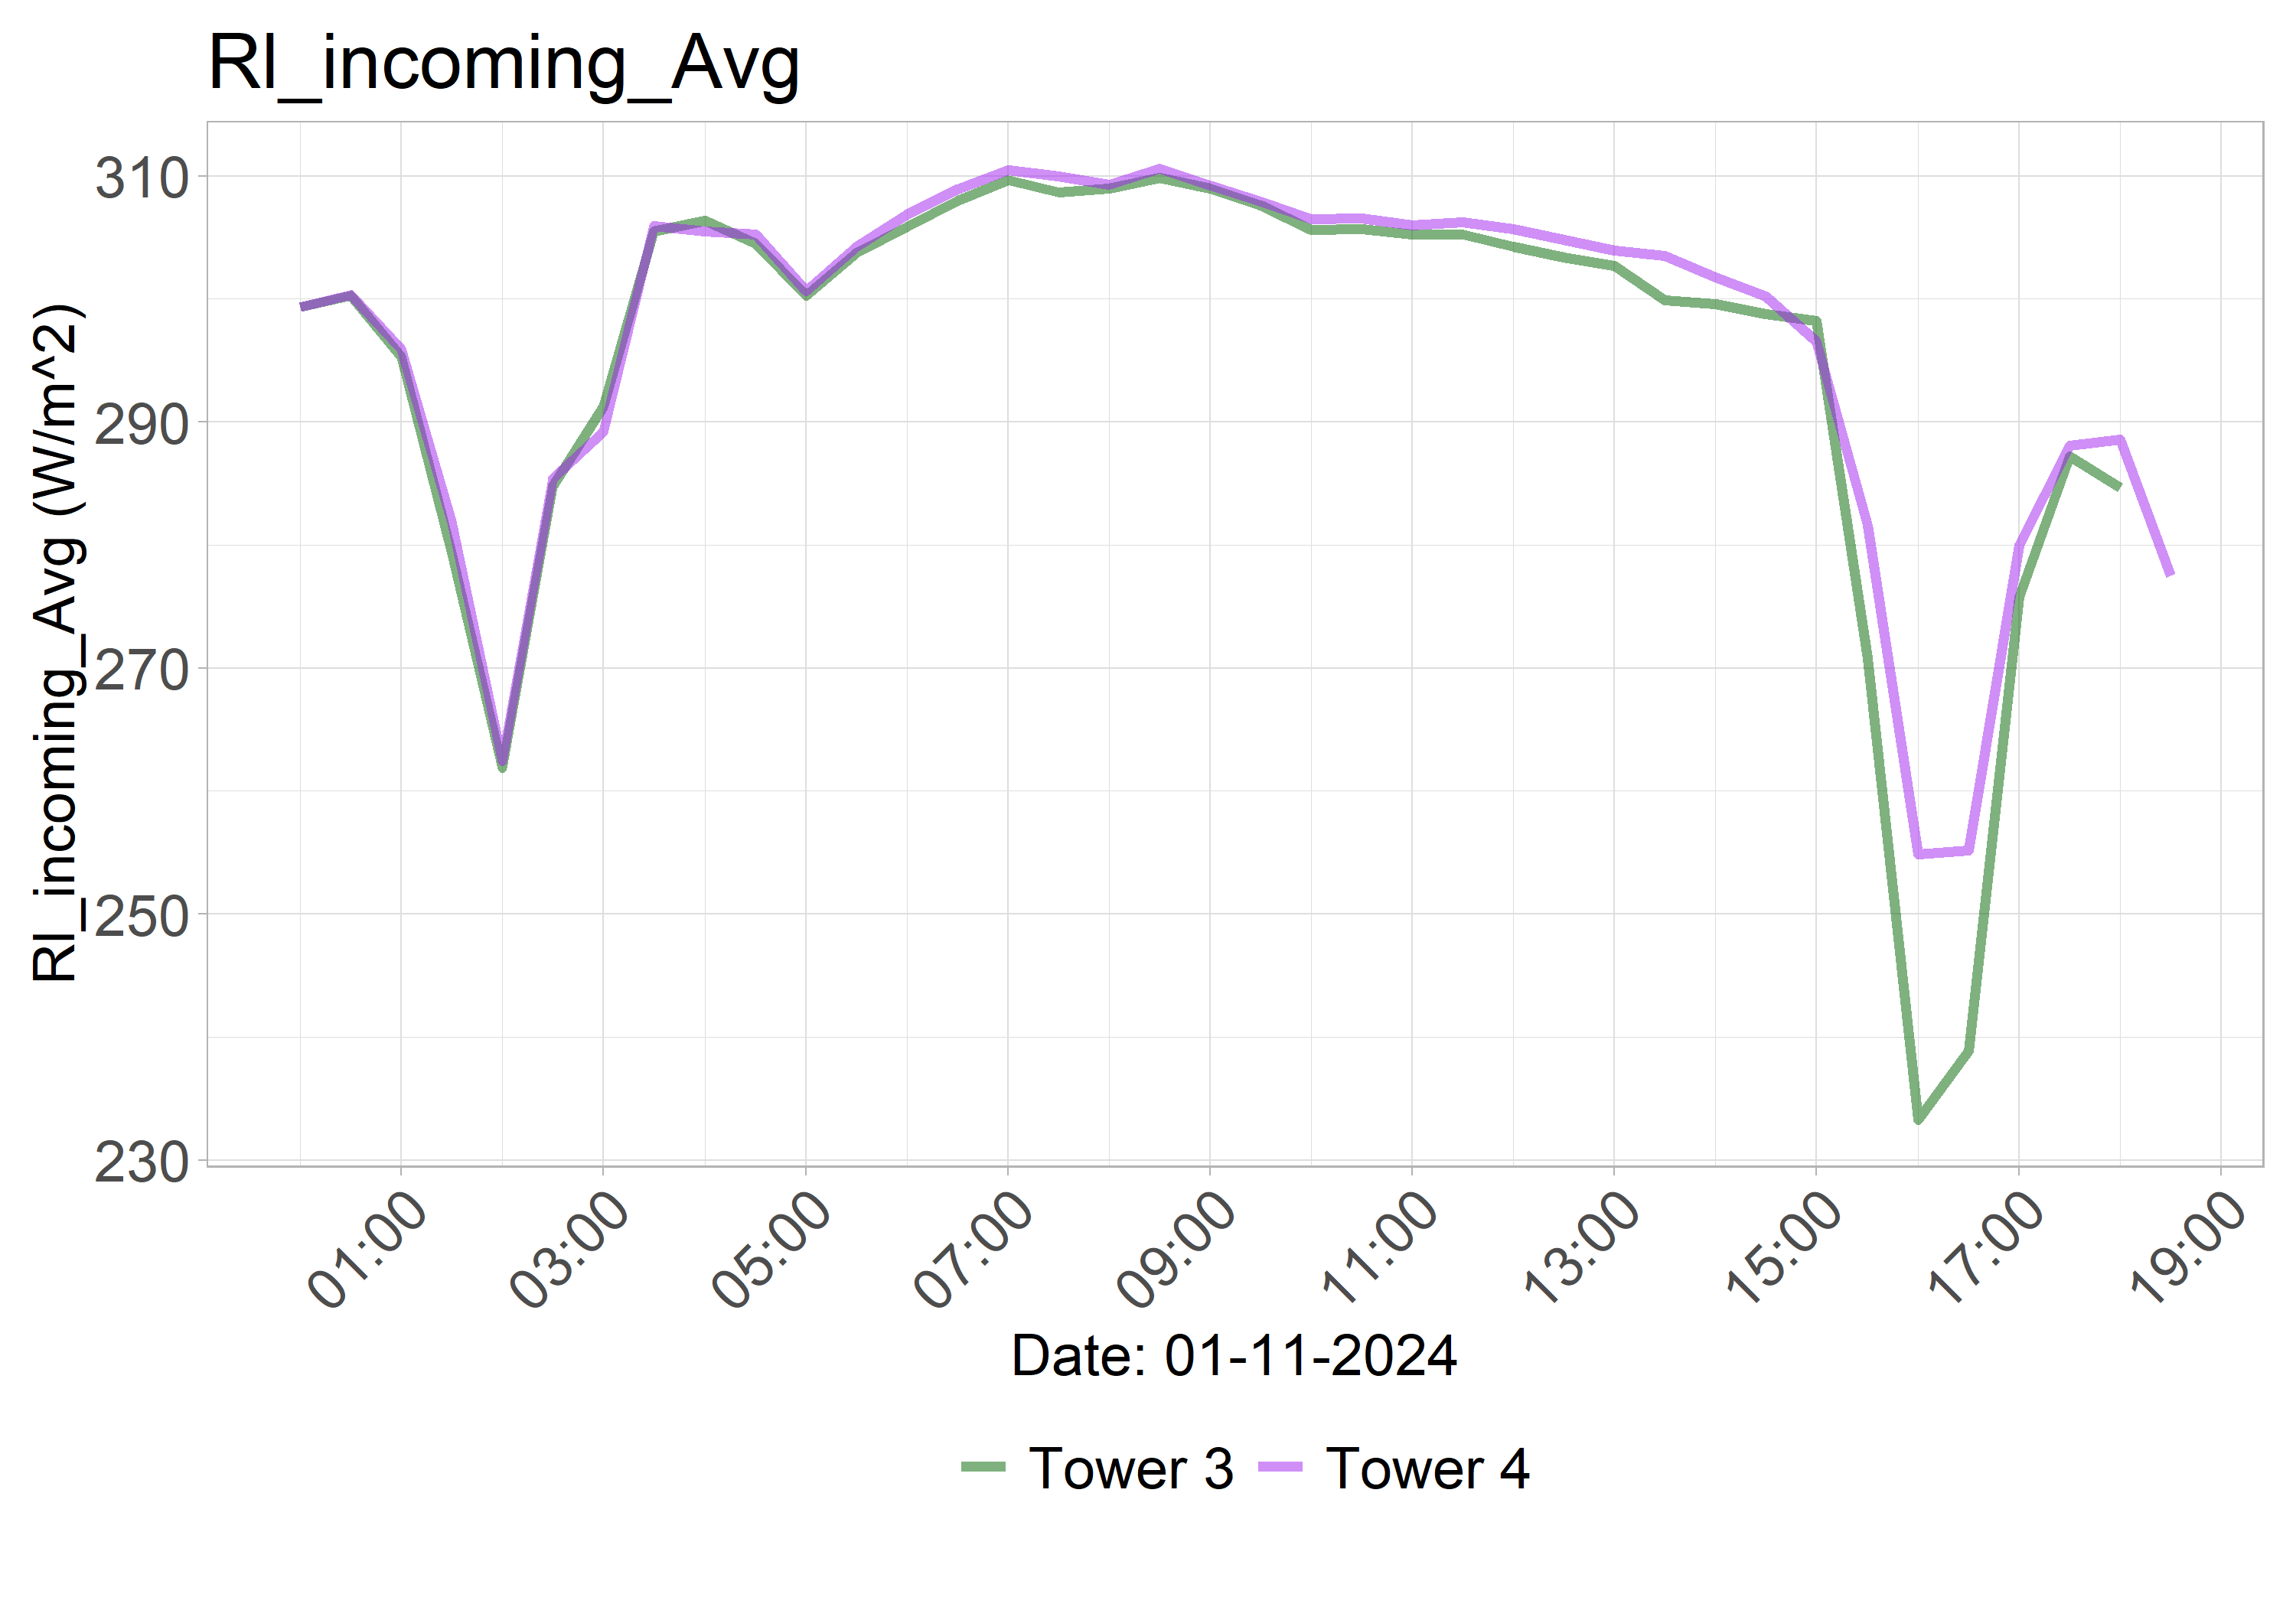 Rl_incoming_Avg
Rl_incoming_Avg (W/m^2)
310
290
270
250
230
01:00 03:00 05:00 07:00 09:00 11:00 13:00 15:00 17:00 19:00
Date: 01-11-2024
Tower 3 Tower 4